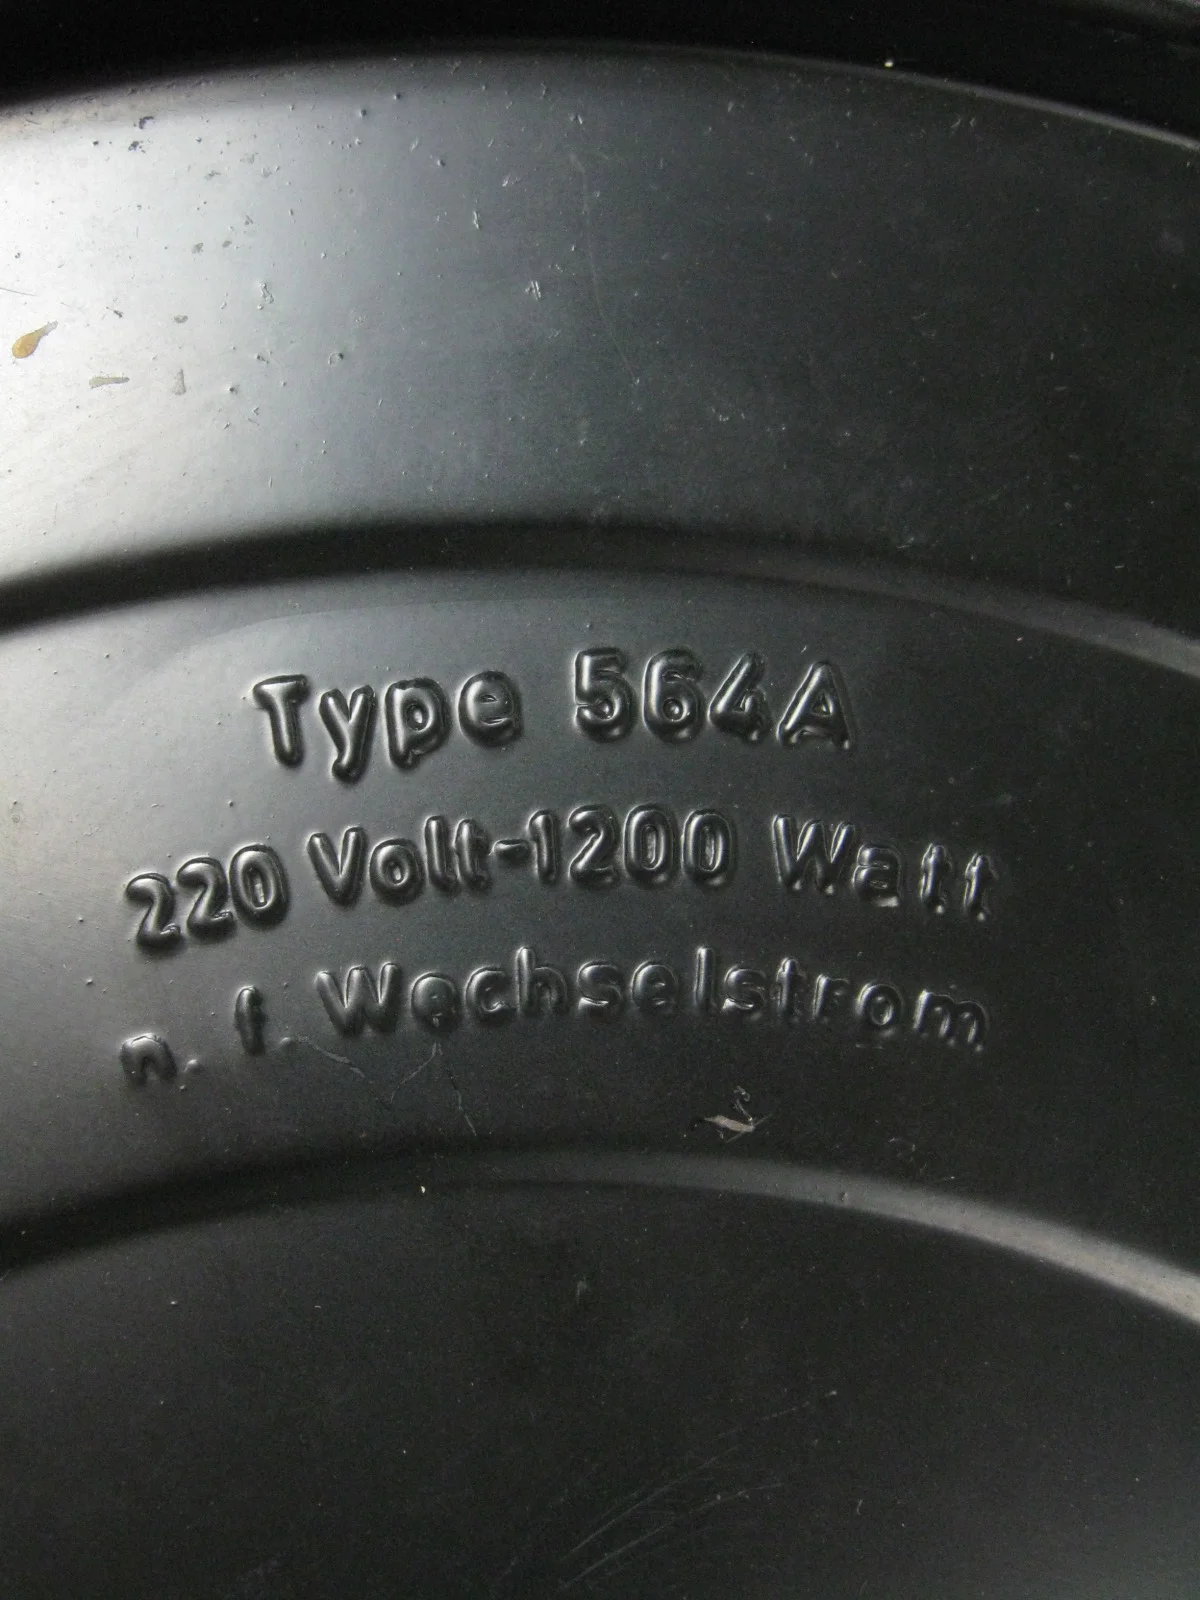 Type 564A
220 Volt-1200 Watt
n. f. Wechselstrom